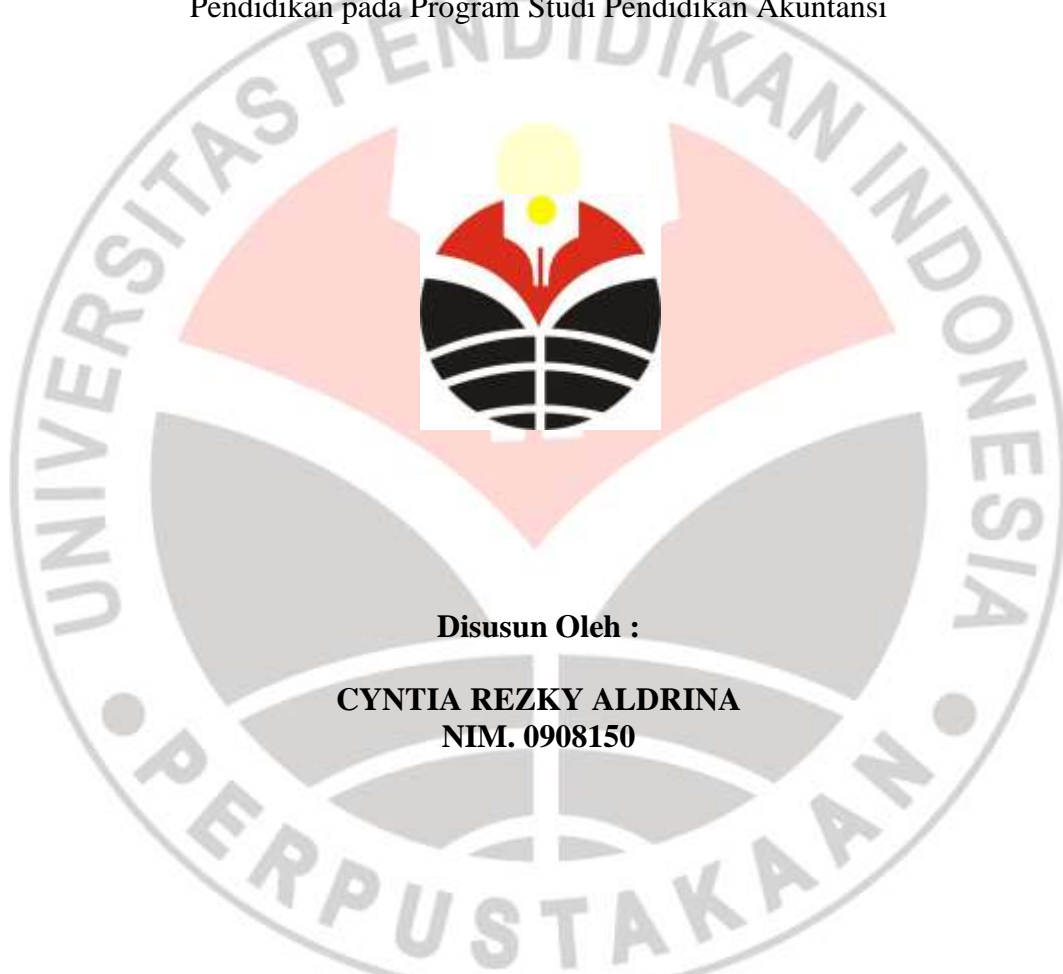 Pendidikan pada Program Studi Pendidikan Akuntansi
UNIVERSITAS PENDIDIKAN INDONESIA
Disusun Oleh :
CYNTIA REZKY ALDRINA
NIM. 0908150
PERPUSTAKAAN